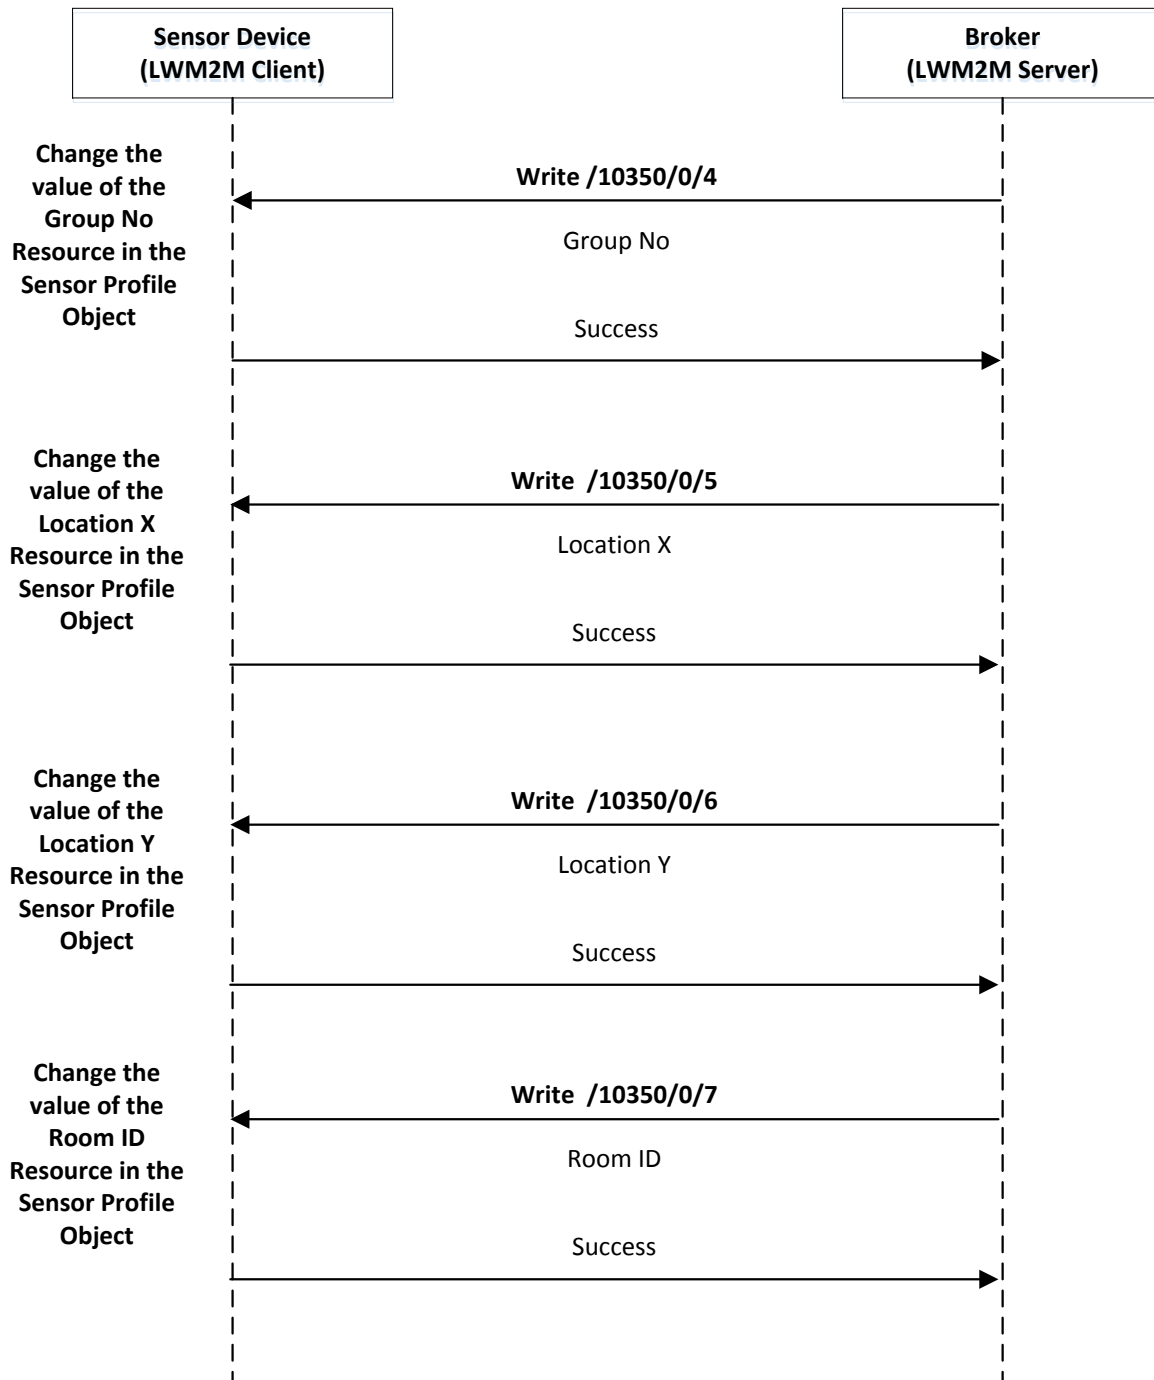 Sensor Device
(LWM2M Client)
Broker
(LWM2M Server)
Change the
value of the
Group No
Resource in the
Sensor Profile
Object
Write /10350/0/4
Group No
Success
Change the
value of the
Location X
Resource in the
Sensor Profile
Object
Write  /10350/0/5
Location X
Success
Change the
value of the
Location Y
Resource in the
Sensor Profile
Object
Write  /10350/0/6
Location Y
Success
Change the
value of the
Room ID
Resource in the
Sensor Profile
Object
Write  /10350/0/7
Room ID
Success